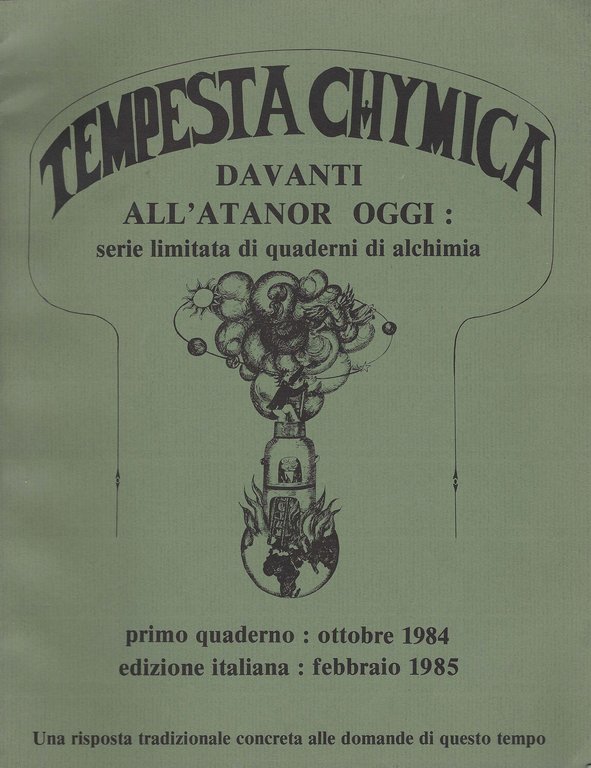 TEMPESTA CHYMICA
DAVANTI
ALL'ATANOR OGGI :
serie limitata di quaderni di alchimia
primo quaderno : ottobre 1984
edizione italiana : febbraio 1985
Una risposta tradizionale concreta alle domande di questo tempo